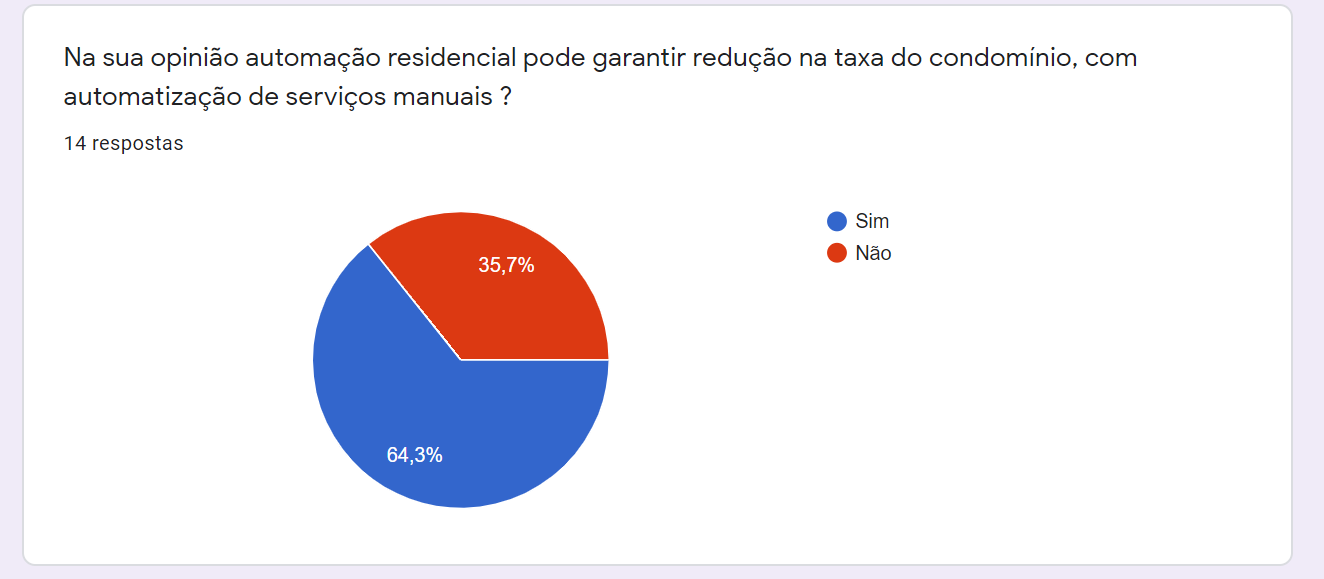 Na sua opinião automação residencial pode garantir redução na taxa do condomínio, com
automatização de serviços manuais ?
14 respostas
Sim
Não
35,7%
64,3%